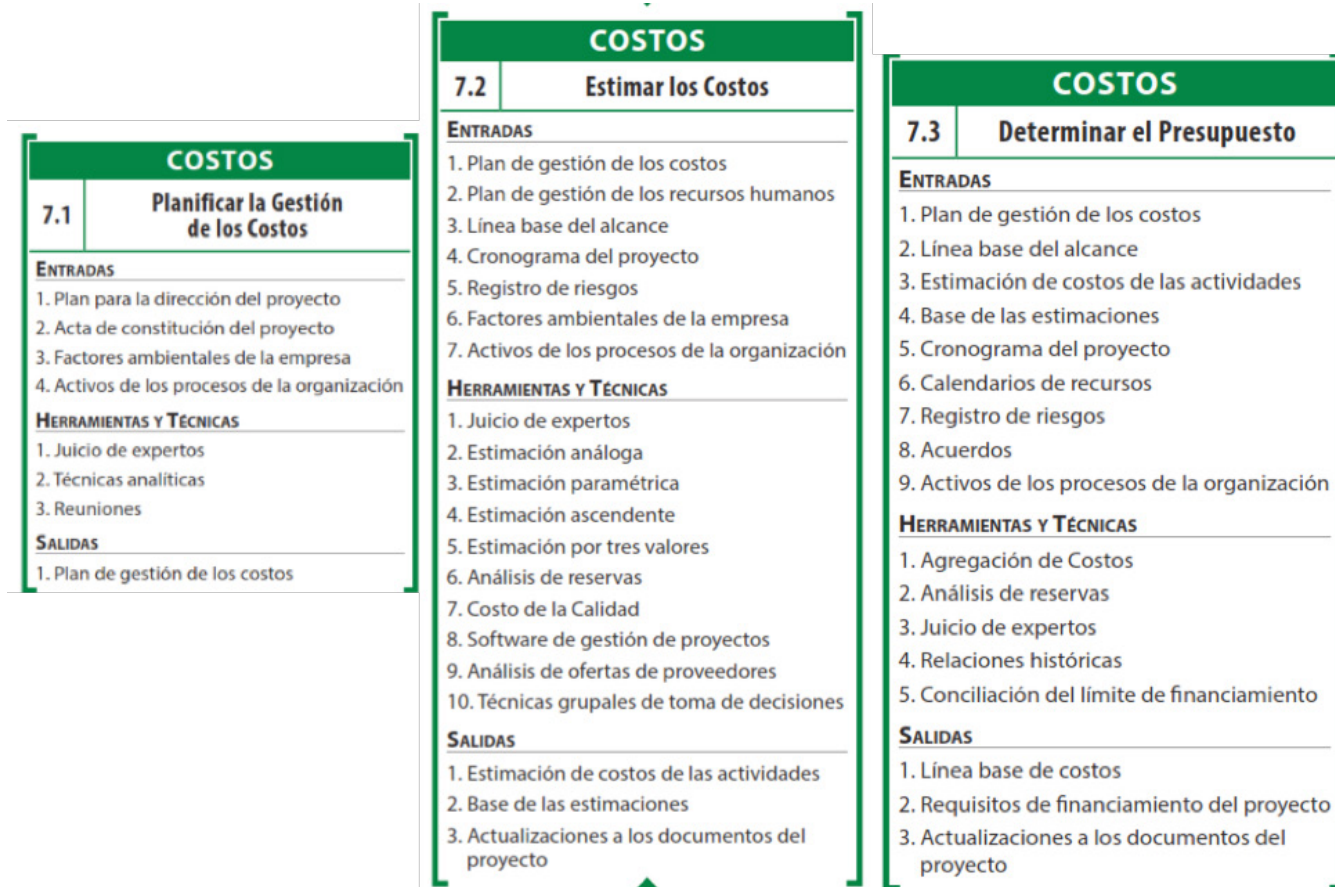 COSTOS
7.1 Planificar la Gestión
de los Costos
ENTRADAS
1. Plan para la dirección del proyecto
2. Acta de constitución del proyecto
3. Factores ambientales de la empresa
4. Activos de los procesos de la organización
HERRAMIENTAS Y TÉCNICAS
1. Juicio de expertos
2. Técnicas analíticas
3. Reuniones
SALIDAS
1. Plan de gestión de los costos
COSTOS
7.2 Estimar los Costos
ENTRADAS
1. Plan de gestión de los costos
2. Plan de gestión de los recursos humanos
3. Línea base del alcance
4. Cronograma del proyecto
5. Registro de riesgos
6. Factores ambientales de la empresa
7. Activos de los procesos de la organización
HERRAMIENTAS Y TÉCNICAS
1. Juicio de expertos
2. Estimación análoga
3. Estimación paramétrica
4. Estimación ascendente
5. Estimación por tres valores
6. Análisis de reservas
7. Costo de la Calidad
8. Software de gestión de proyectos
9. Análisis de ofertas de proveedores
10. Técnicas grupales de toma de decisiones
SALIDAS
1. Estimación de costos de las actividades
2. Base de las estimaciones
3. Actualizaciones a los documentos del
proyecto
COSTOS
7.3 Determinar el Presupuesto
ENTRADAS
1. Plan de gestión de los costos
2. Línea base del alcance
3. Estimación de costos de las actividades
4. Base de las estimaciones
5. Cronograma del proyecto
6. Calendarios de recursos
7. Registro de riesgos
8. Acuerdos
9. Activos de los procesos de la organización
HERRAMIENTAS Y TÉCNICAS
1. Agregación de Costos
2. Análisis de reservas
3. Juicio de expertos
4. Relaciones históricas
5. Conciliación del límite de financiamiento
SALIDAS
1. Línea base de costos
2. Requisitos de financiamiento del proyecto
3. Actualizaciones a los documentos del
proyecto